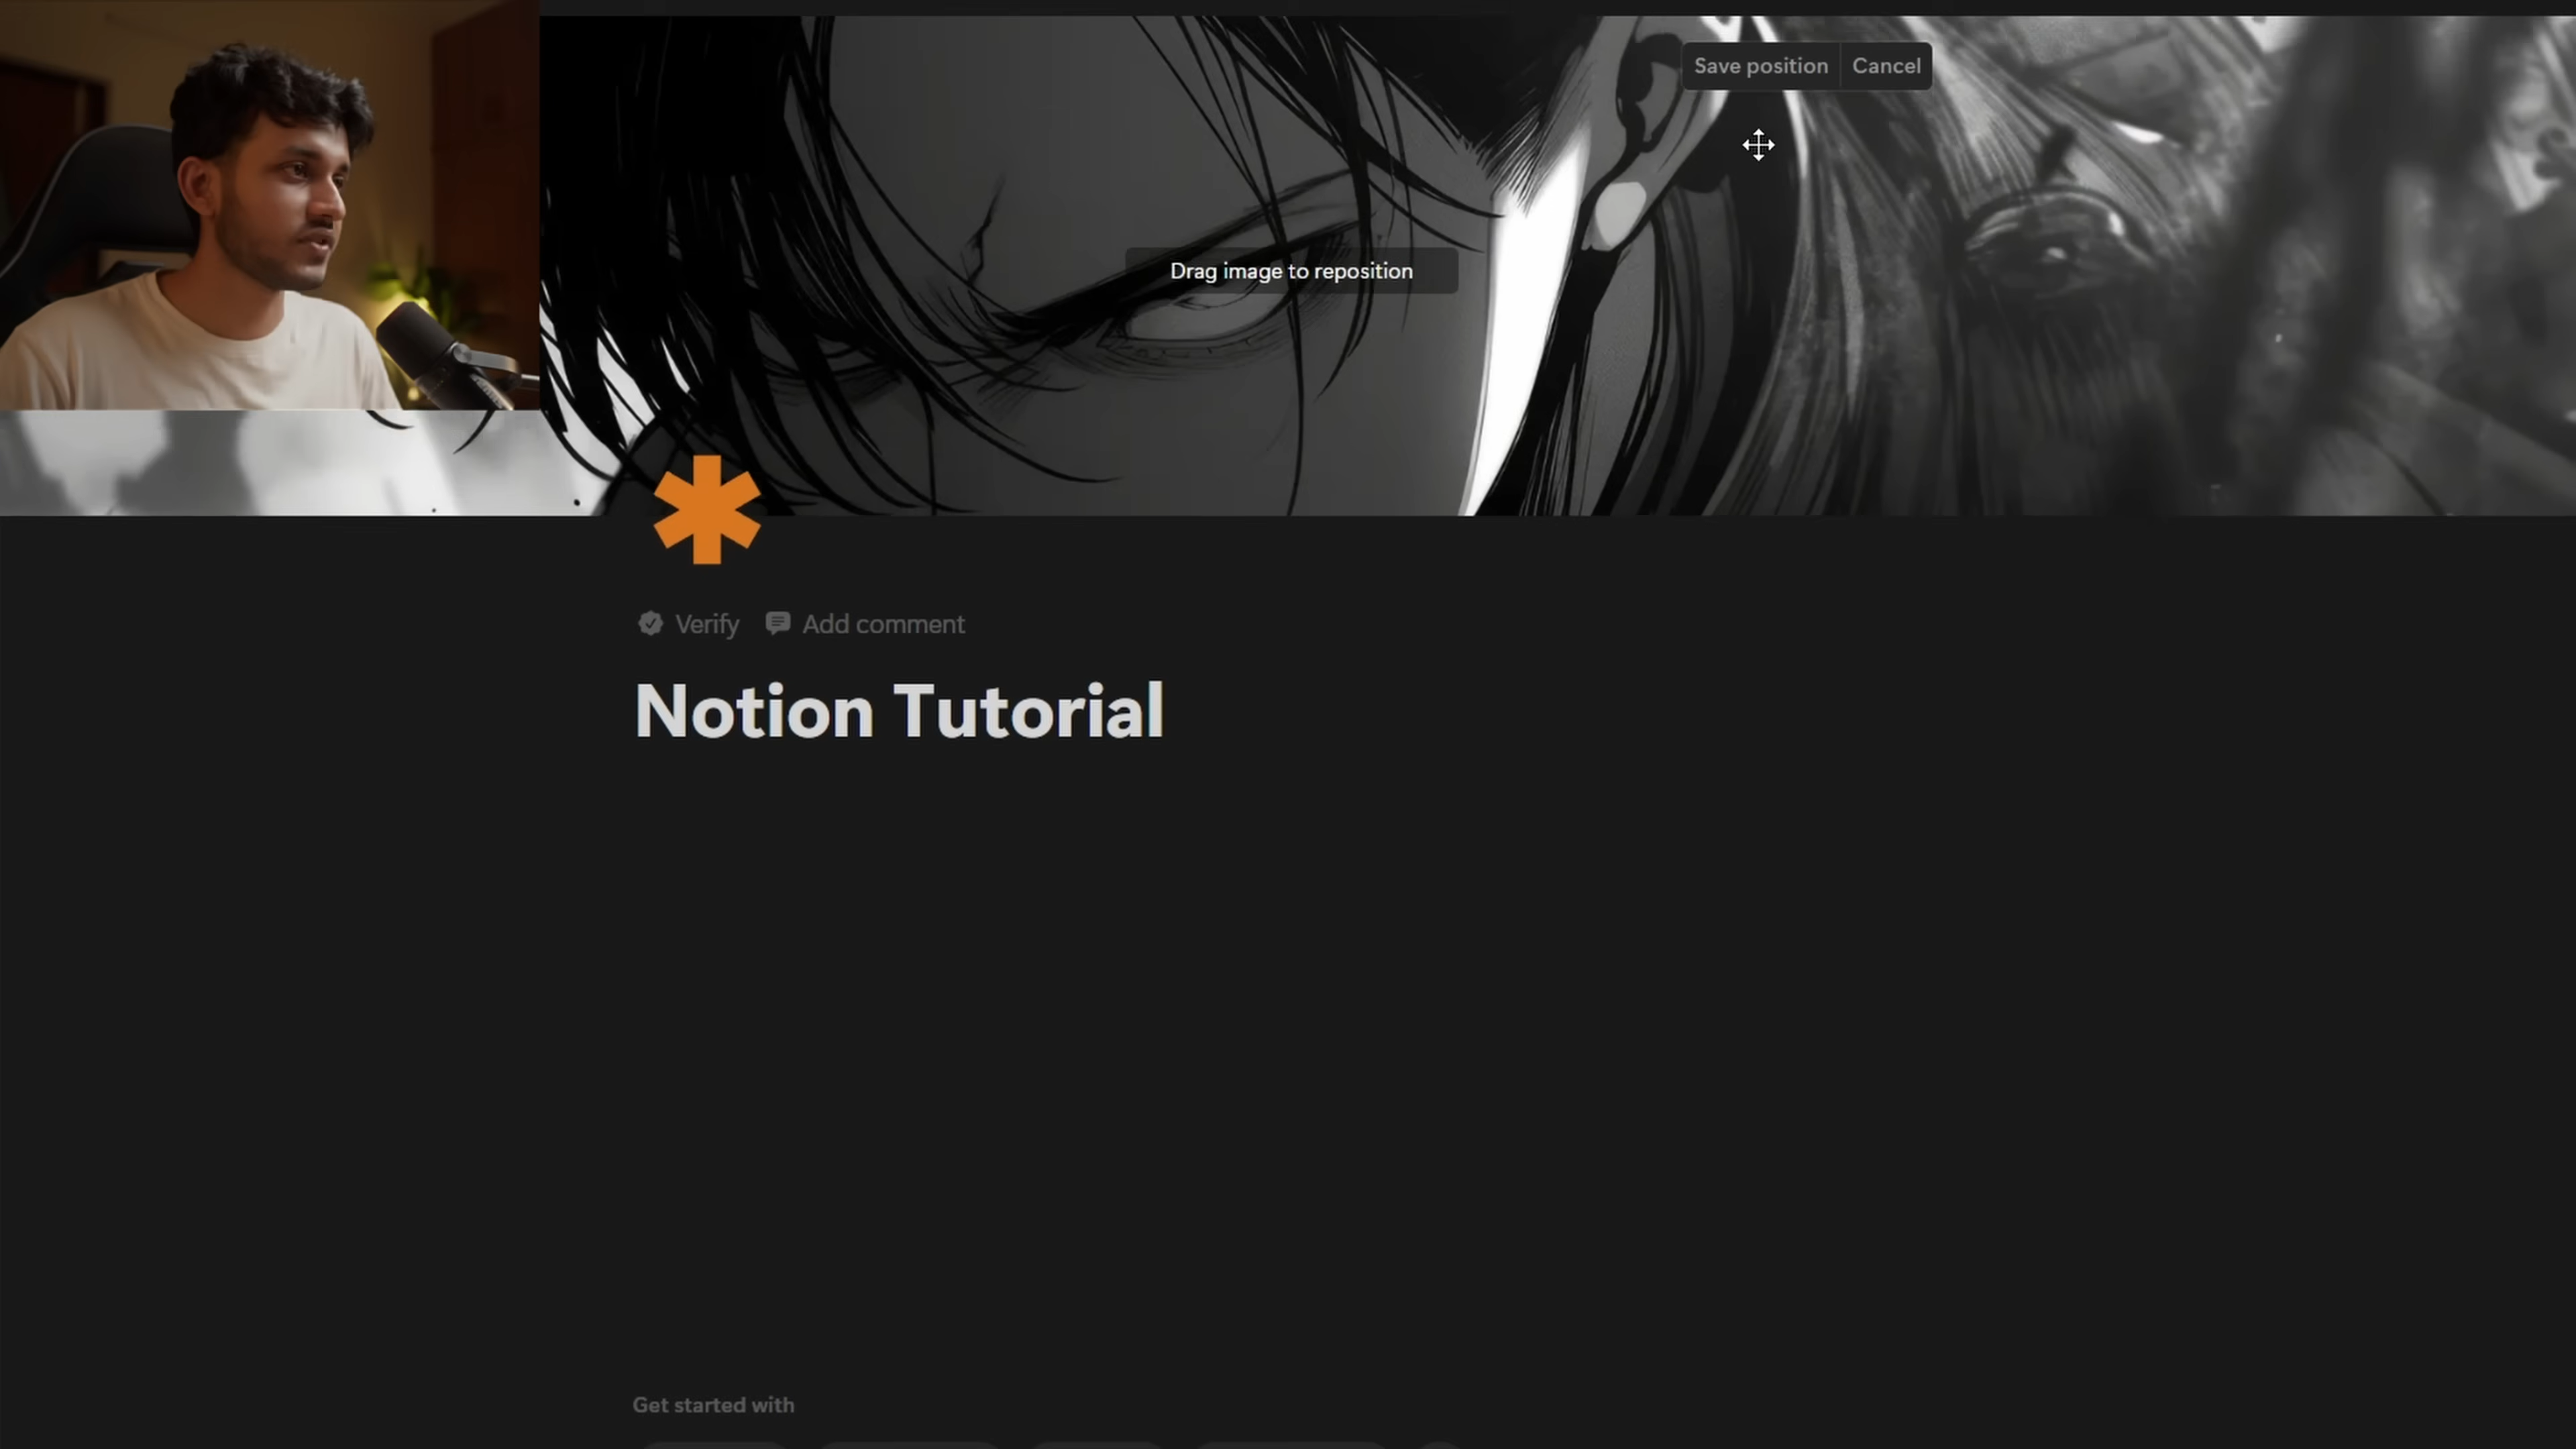 Save position Cancel
Drag image to reposition
Verify Add comment
Notion Tutorial
Get started with